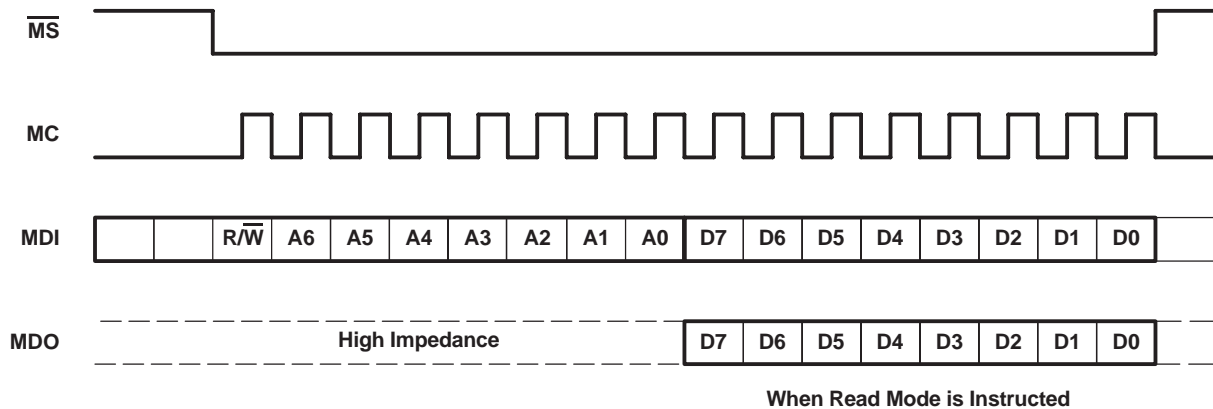 M̅S̅
MC
MDI R/W̅ A6 A5 A4 A3 A2 A1 A0 D7 D6 D5 D4 D3 D2 D1 D0
MDO High Impedance D7 D6 D5 D4 D3 D2 D1 D0
When Read Mode is Instructed